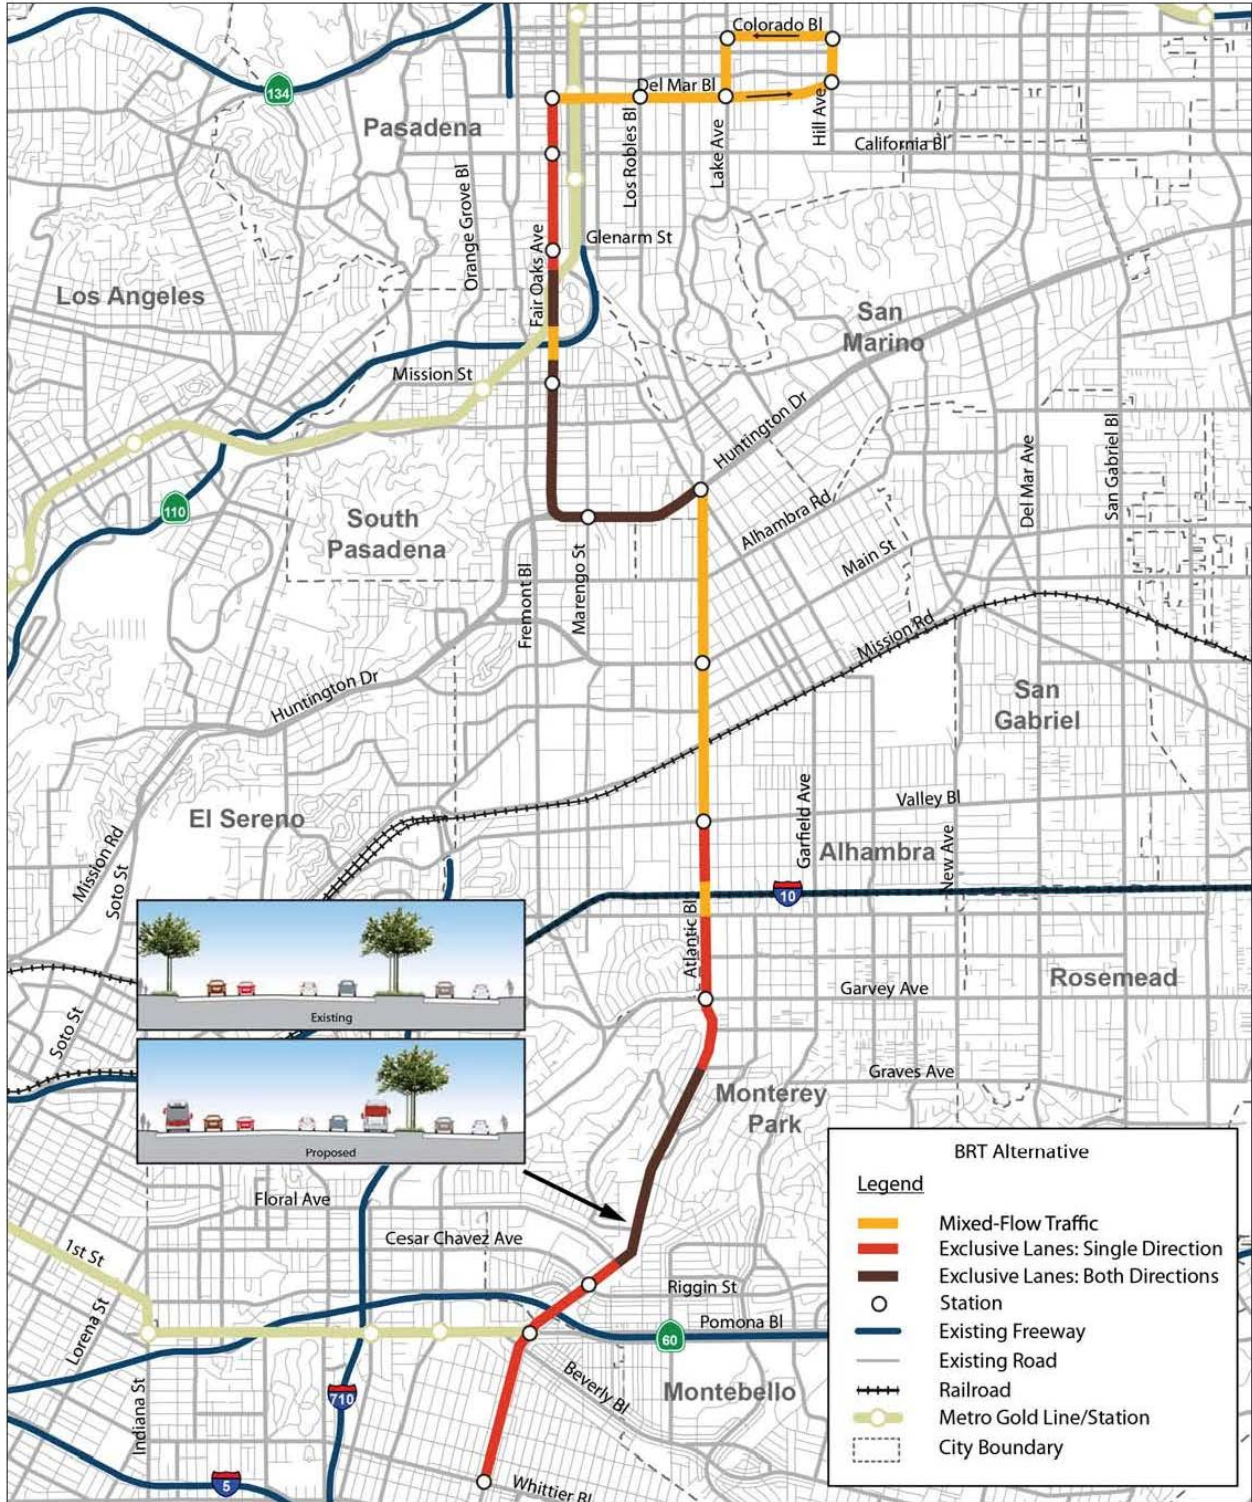 Colorado Bl
134
Del Mar Bl
Pasadena
Hill Ave
California Bl
Lake Ave
Los Robles Bl
Orange Grove Bl
Glenarm St
Fair Oaks Ave
Los Angeles
San
Marino
Mission St
Huntington Dr
San Gabriel Bl
Del Mar Ave
110
South
Pasadena
Alhambra Rd
Main St
Fremont Bl
Marengo St
Mission Rd
Huntington Dr
San
Gabriel
El Sereno
Valley Bl
Garfield Ave
Alhambra
New Ave
Mission Rd
Soto St
10
Atlantic Bl
Rosemead
Garvey Ave
Existing
Soto St
Graves Ave
Monterey
Park
Proposed
Floral Ave
Cesar Chavez Ave
1st St
Riggin St
Pomona Bl
60
Lorena St
Beverly Bl
Montebello
Indiana St
710
5
Whittier Bl
BRT Alternative
Legend
Mixed-Flow Traffic
Exclusive Lanes: Single Direction
Exclusive Lanes: Both Directions
Station
Existing Freeway
Existing Road
Railroad
Metro Gold Line/Station
City Boundary